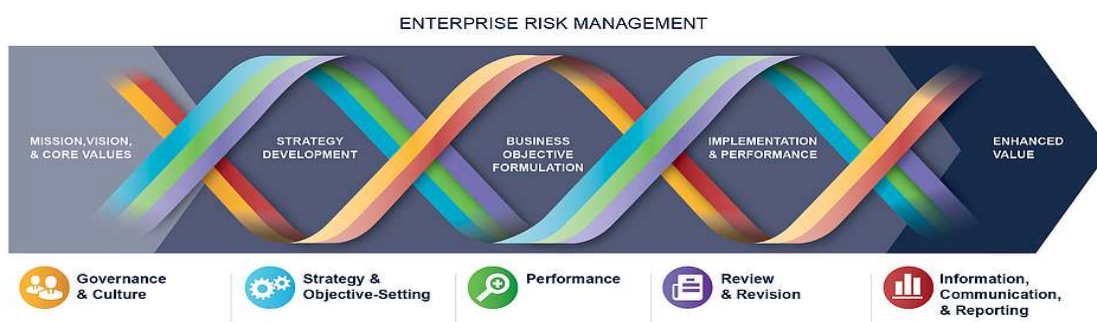 ENTERPRISE RISK MANAGEMENT
MISSION,VISION,
& CORE VALUES
STRATEGY
DEVELOPMENT
BUSINESS
OBJECTIVE
FORMULATION
IMPLEMENTATION
& PERFORMANCE
ENHANCED
VALUE
Governance
& Culture
Strategy &
Objective-Setting
Performance
Review
& Revision
Information,
Communication,
& Reporting